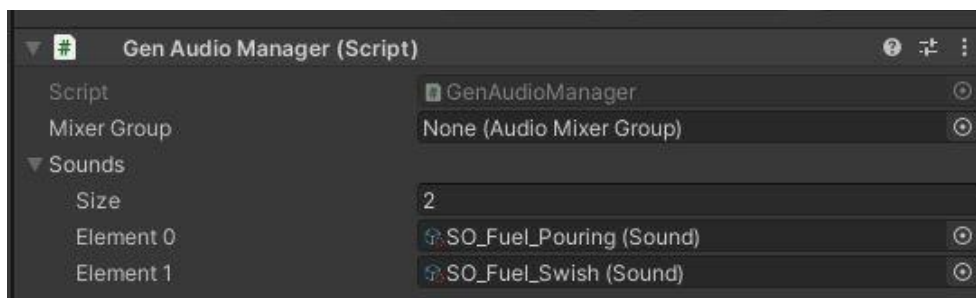 Gen Audio Manager (Script)
Script GenAudioManager
Mixer Group None (Audio Mixer Group)
Sounds
Size 2
Element 0 SO_Fuel_Pouring (Sound)
Element 1 SO_Fuel_Swish (Sound)